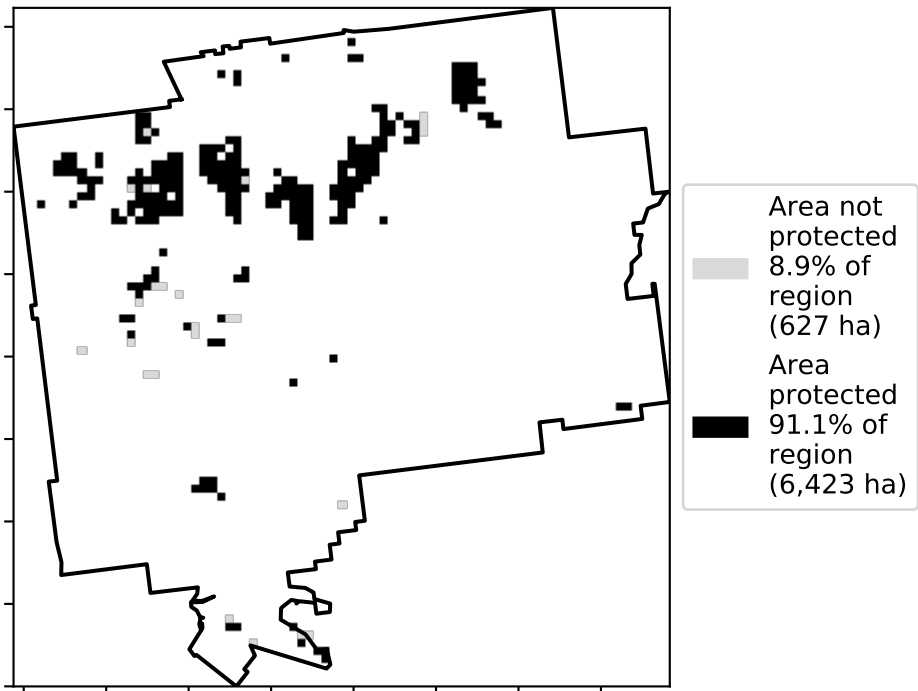 Area not
protected
8.9% of
region
(627 ha)
Area
protected
91.1% of
region
(6,423 ha)